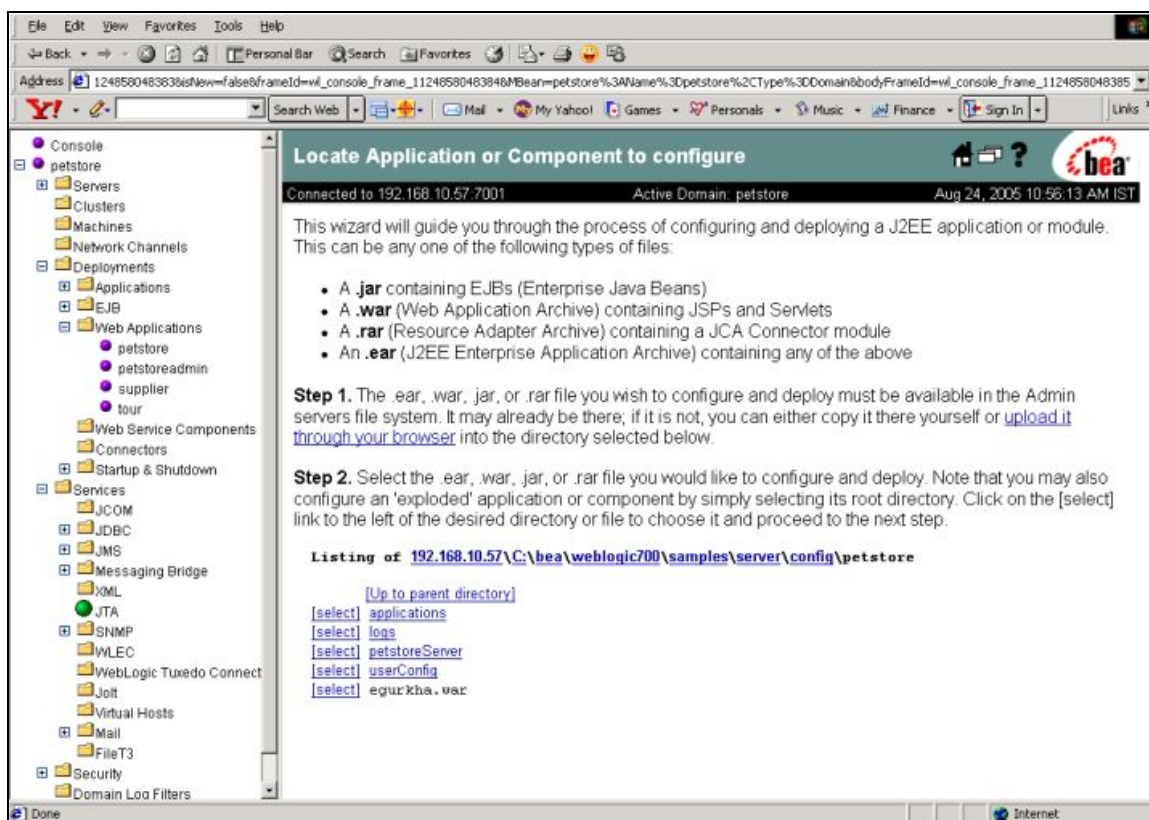 File Edit View Favorites Tools Help
Back Personal Bar Search Favorites
Address 1248580483838isNew=false&frameId=wl_console_frame_1124858048384&MBean=petstore%3AName%3Dpetstore%2CType%3DDomain&bodyFrameId=wl_console_frame_1124858048385
Y! Search Web Mail My Yahoo! Games Personals Music Finance Sign In Links
Console
petstore
Servers
Clusters
Machines
Network Channels
Deployments
Applications
EJB
Web Applications
petstore
petstoreadmin
supplier
tour
Web Service Components
Connectors
Startup & Shutdown
Services
JCOM
JDBC
JMS
Messaging Bridge
XML
JTA
SNMP
WLEC
WebLogic Tuxedo Connect
Jolt
Virtual Hosts
Mail
FileT3
Security
Domain Log Filters
Locate Application or Component to configure
? bea
Connected to 192.168.10.57:7001 Active Domain: petstore Aug 24, 2005 10:56:13 AM IST
This wizard will guide you through the process of configuring and deploying a J2EE application or module.
This can be any one of the following types of files:
• A .jar containing EJBs (Enterprise Java Beans)
• A .war (Web Application Archive) containing JSPs and Servlets
• A .rar (Resource Adapter Archive) containing a JCA Connector module
• An .ear (J2EE Enterprise Application Archive) containing any of the above
Step 1. The .ear, .war, .jar, or .rar file you wish to configure and deploy must be available in the Admin
servers file system. It may already be there; if it is not, you can either copy it there yourself or upload it
through your browser into the directory selected below.
Step 2. Select the .ear, .war, .jar, or .rar file you would like to configure and deploy. Note that you may also
configure an 'exploded' application or component by simply selecting its root directory. Click on the [select]
link to the left of the desired directory or file to choose it and proceed to the next step.
Listing of 192.168.10.57\C:\bea\weblogic700\samples\server\config\petstore
[Up to parent directory]
[select] applications
[select] logs
[select] petstoreServer
[select] userConfig
[select] egurkha.war
Done Internet